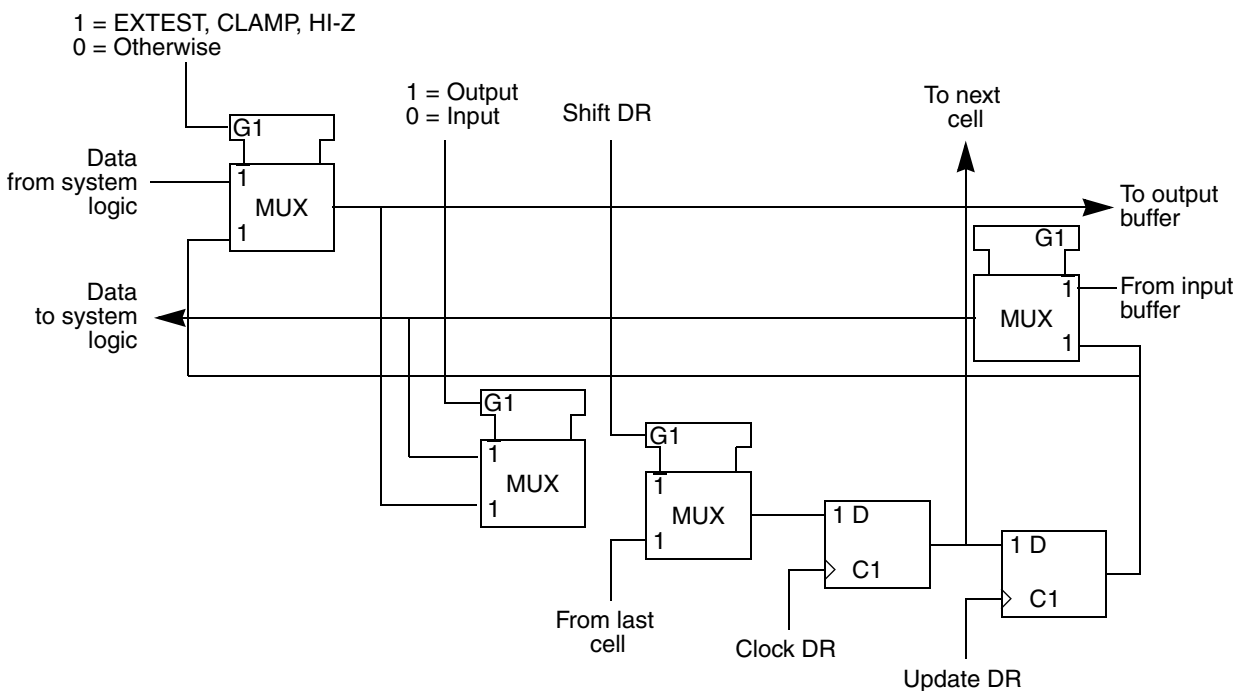 1 = EXTEST, CLAMP, HI-Z
0 = Otherwise
1 = Output
0 = Input
Shift DR
To next
cell
G1
Data
from system
logic
1
MUX
1
To output
buffer
G1
From input
buffer
1
MUX
1
Data
to system
logic
G1
1
MUX
1
G1
1
MUX
1
1 D
C1
1 D
C1
From last
cell
Clock DR
Update DR